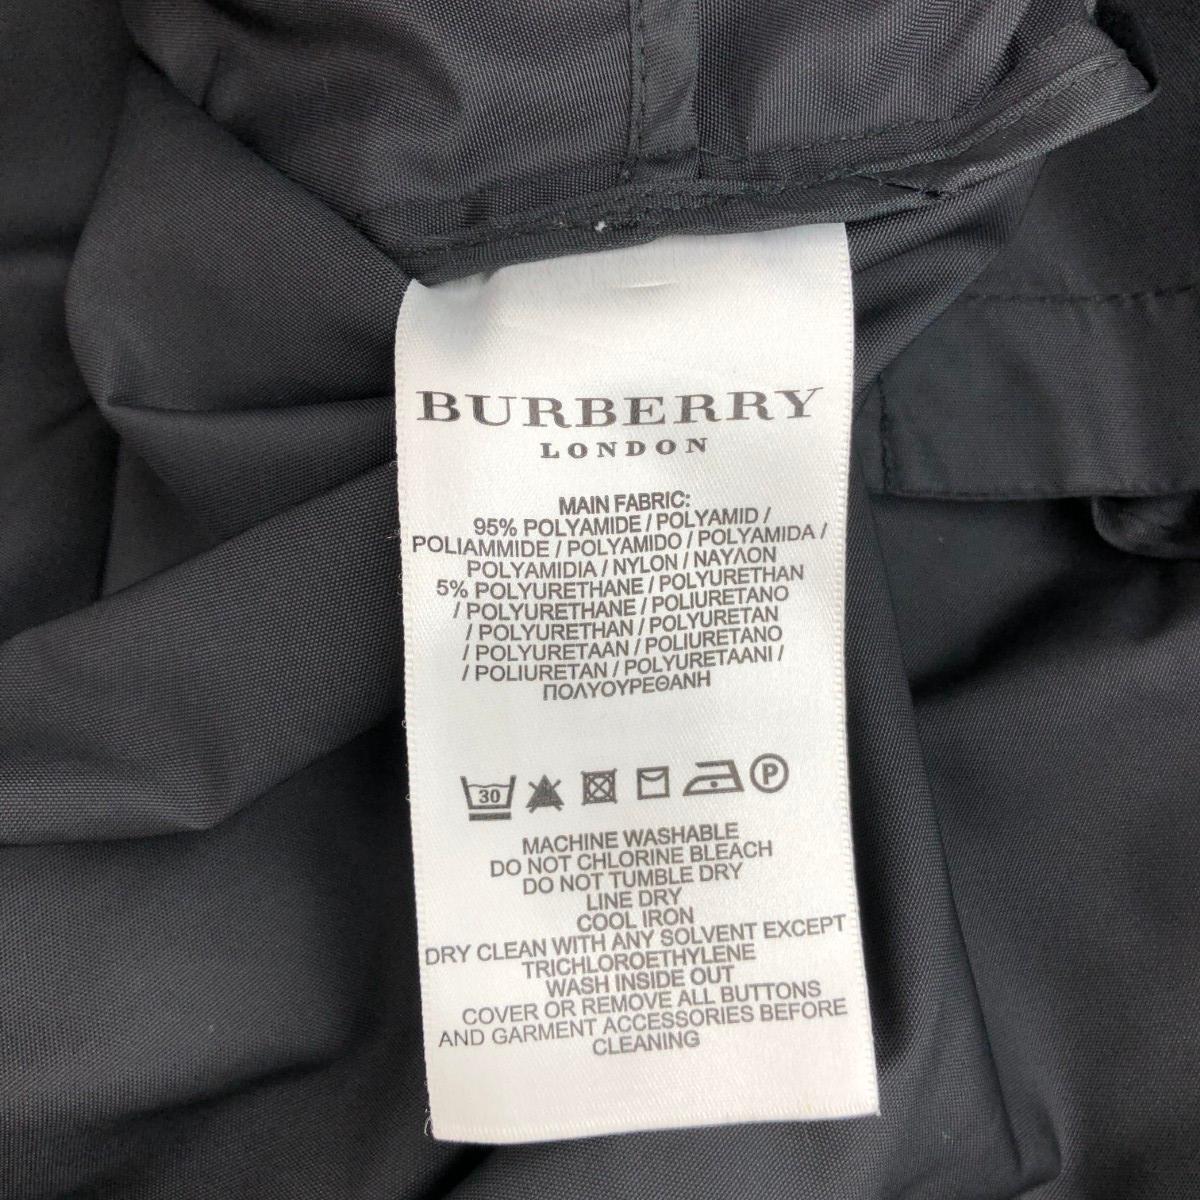 BURBERRY
LONDON
MAIN FABRIC:
95% POLYAMIDE / POLYAMID /
POLIAMMIDE / POLYAMIDO / POLYAMIDA /
POLYAMIDIA / NYLON / ΝΑΥΛΟΝ
5% POLYURETHANE / POLYURETHAN
/ POLYURETHANE / POLIURETANO
/ POLYURETHAN / POLYURETAN
/ POLYURETAAN / POLIURETANO
/ POLIURETAN / POLYURETAANI /
ΠΟΛΥΟΥΡΕΘΑΝΗ
30 P
MACHINE WASHABLE
DO NOT CHLORINE BLEACH
DO NOT TUMBLE DRY
LINE DRY
COOL IRON
DRY CLEAN WITH ANY SOLVENT EXCEPT
TRICHLOROETHYLENE
WASH INSIDE OUT
COVER OR REMOVE ALL BUTTONS
AND GARMENT ACCESSORIES BEFORE
CLEANING